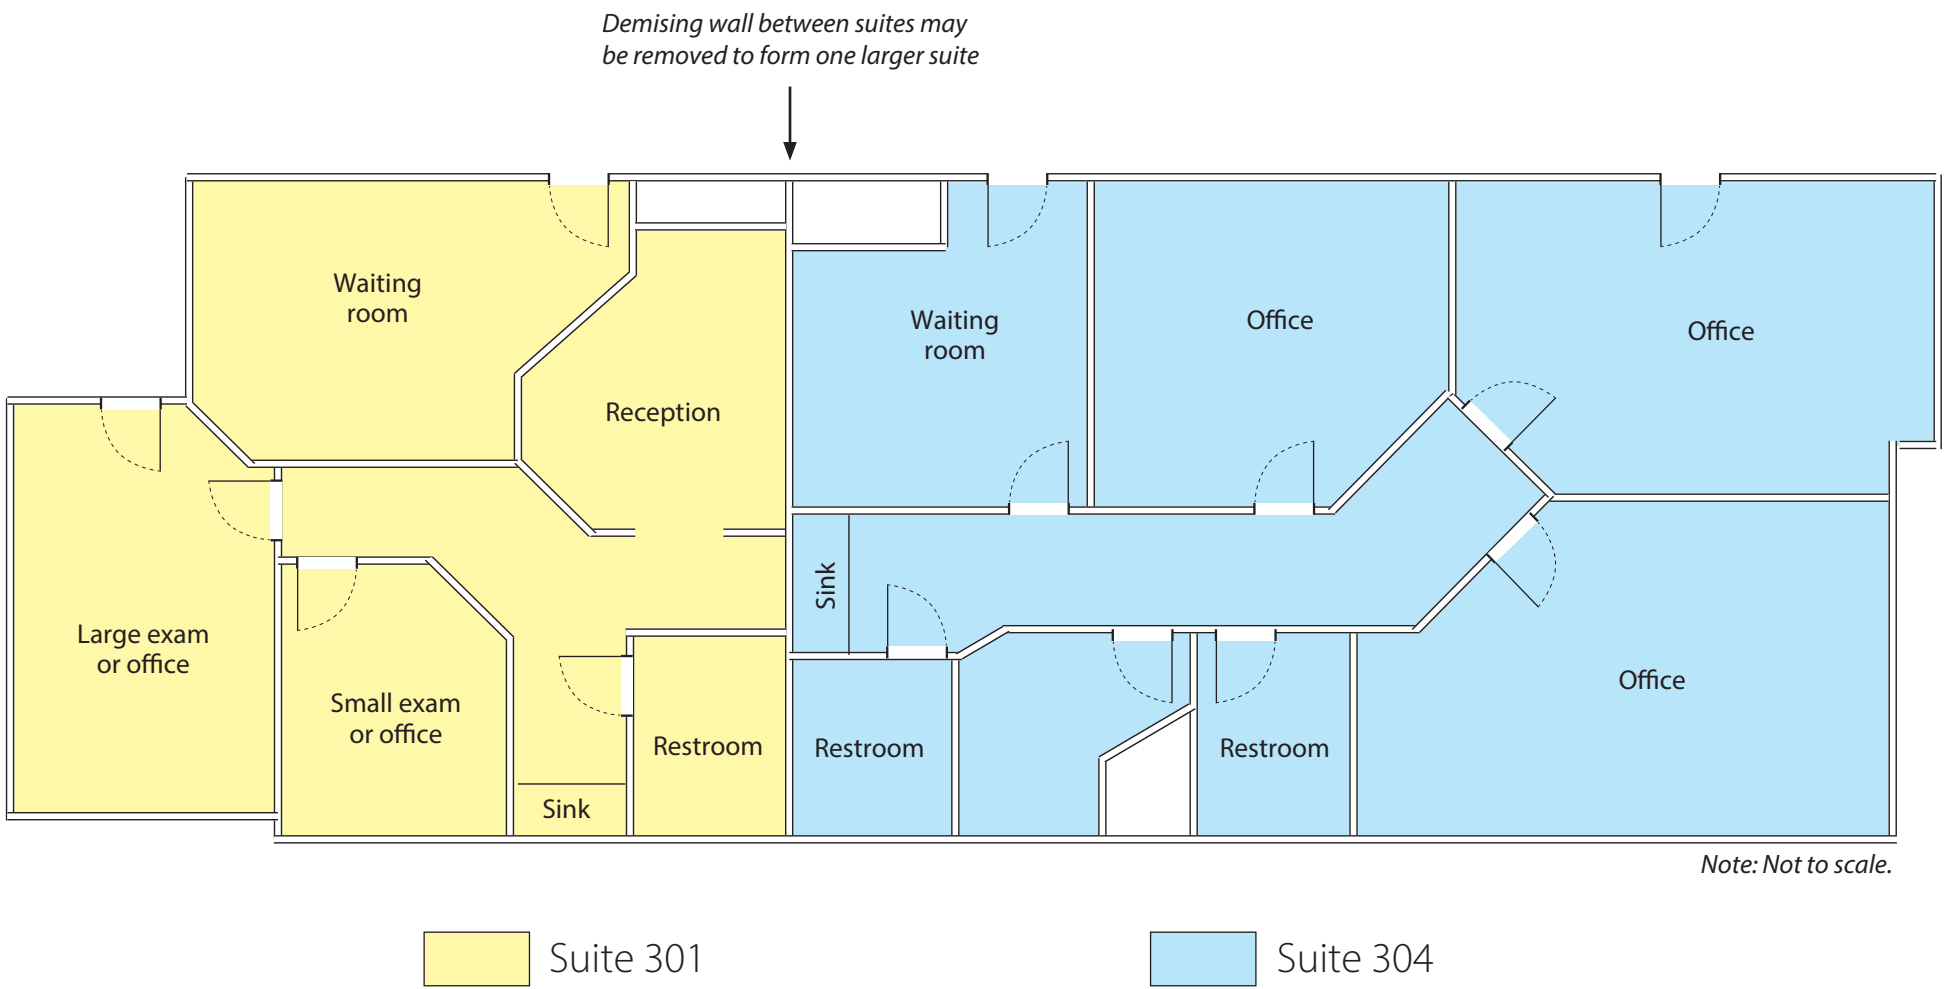 Demising wall between suites may
be removed to form one larger suite
Waiting
room
Reception
Large exam
or office
Small exam
or office
Sink
Restroom
Waiting
room
Office
Office
Sink
Restroom
Restroom
Office
Note: Not to scale.
Suite 301
Suite 304